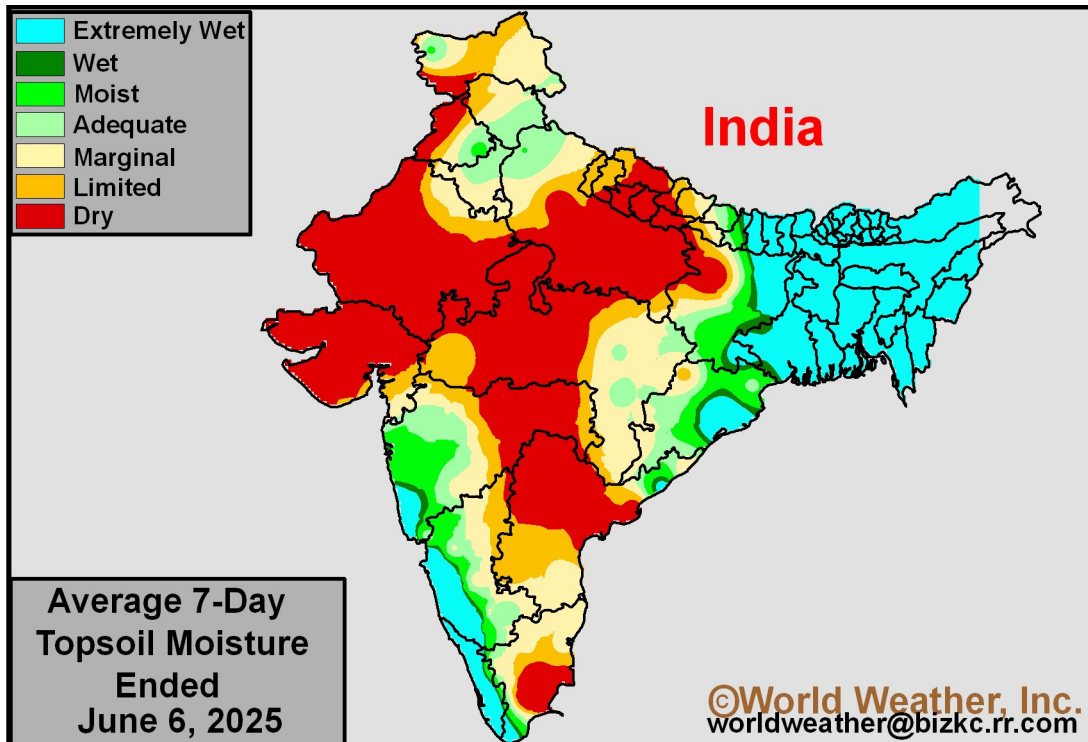 Extremely Wet
Wet
Moist
Adequate
Marginal
Limited
Dry
India
Average 7-Day
Topsoil Moisture
Ended
June 6, 2025
©World Weather, Inc.
worldweather@bizkc.rr.com